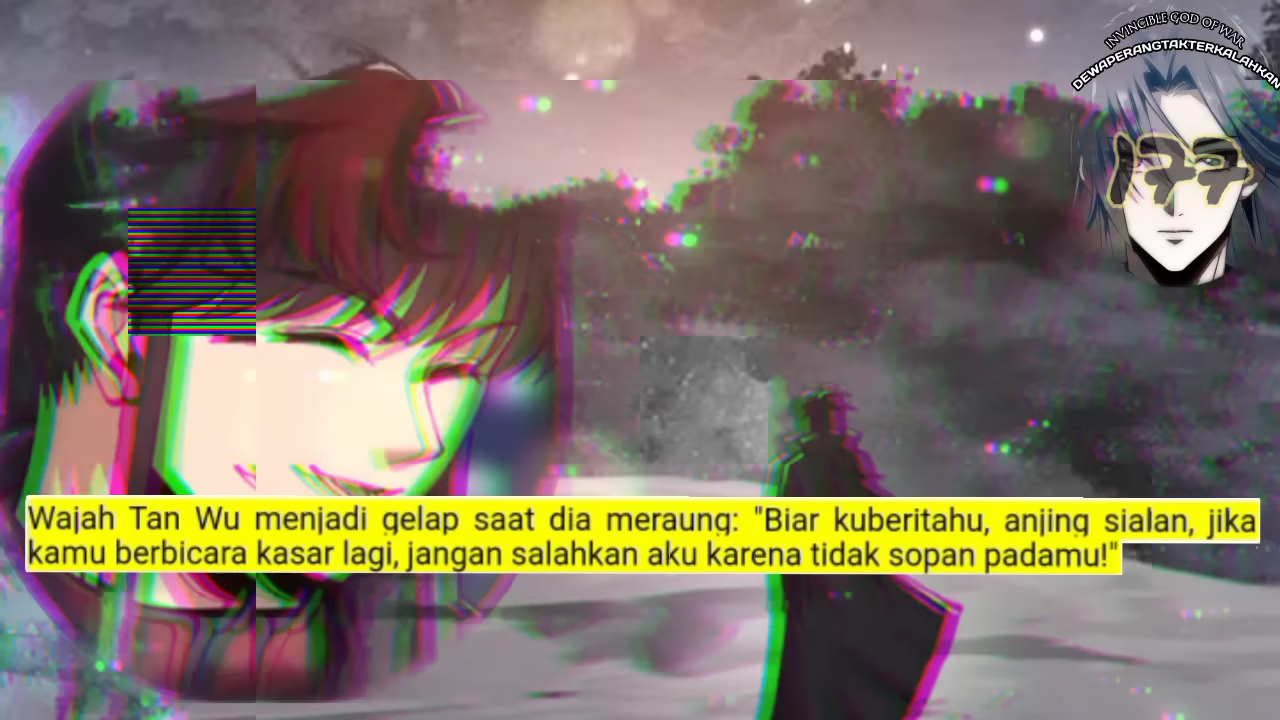 INVINCIBLE GOD OF WAR
DEWAPERANGTAKTERKALAHKAN
Wajah Tan Wu menjadi gelap saat dia meraung: "Biar kuberitahu, anjing sialan, jika
kamu berbicara kasar lagi, jangan salahkan aku karena tidak sopan padamu!"